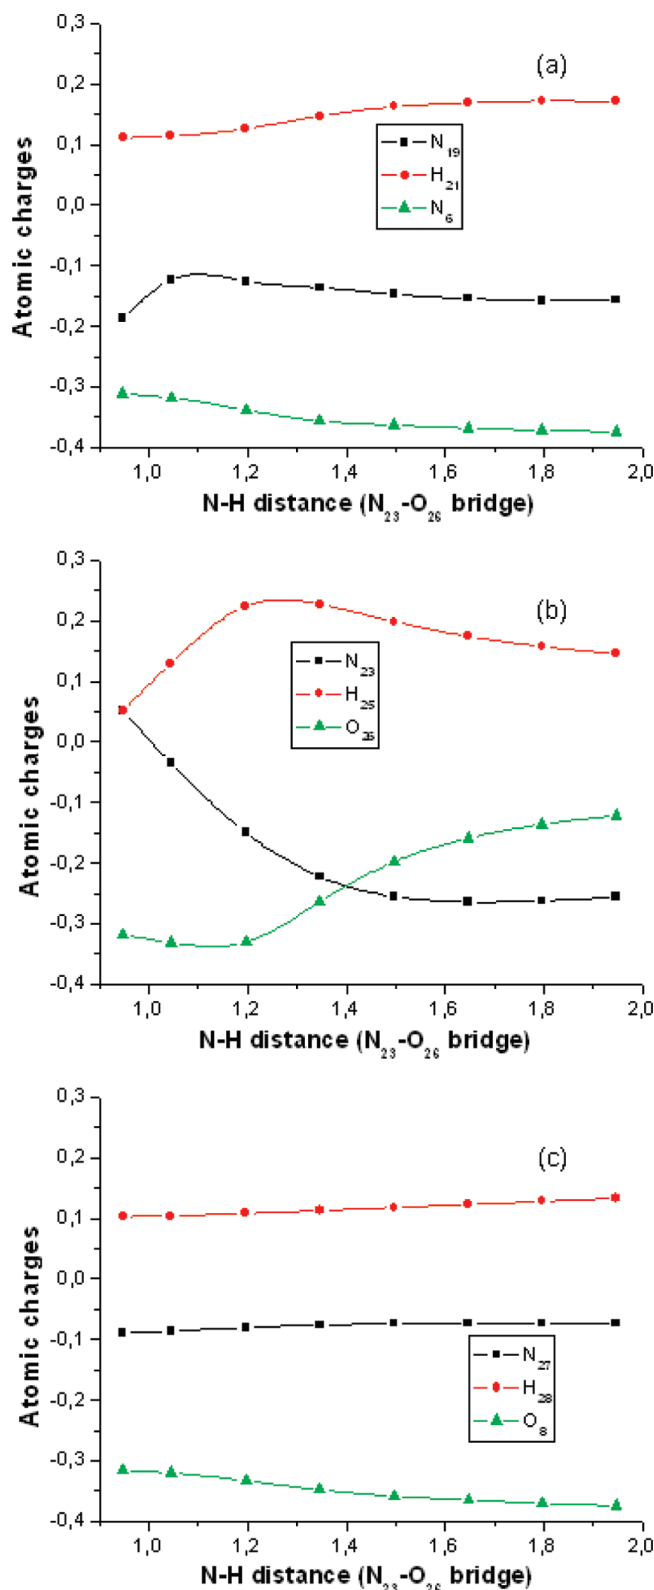 0,3
0,2
0,1
0,0
-0,1
-0,2
-0,3
-0,4
Atomic charges
(a)
N₁₉
H₂₁
N₆
1,0 1,2 1,4 1,6 1,8 2,0
N-H distance (N₂₃-O₂₆ bridge)
0,3
0,2
0,1
0,0
-0,1
-0,2
-0,3
-0,4
Atomic charges
(b)
N₂₃
H₂₅
O₂₆
1,0 1,2 1,4 1,6 1,8 2,0
N-H distance (N₂₃-O₂₆ bridge)
0,3
0,2
0,1
0,0
-0,1
-0,2
-0,3
-0,4
Atomic charges
(c)
N₂₇
H₂₈
O₈
1,0 1,2 1,4 1,6 1,8 2,0
N-H distance (N₂₃-O₂₆ bridge)